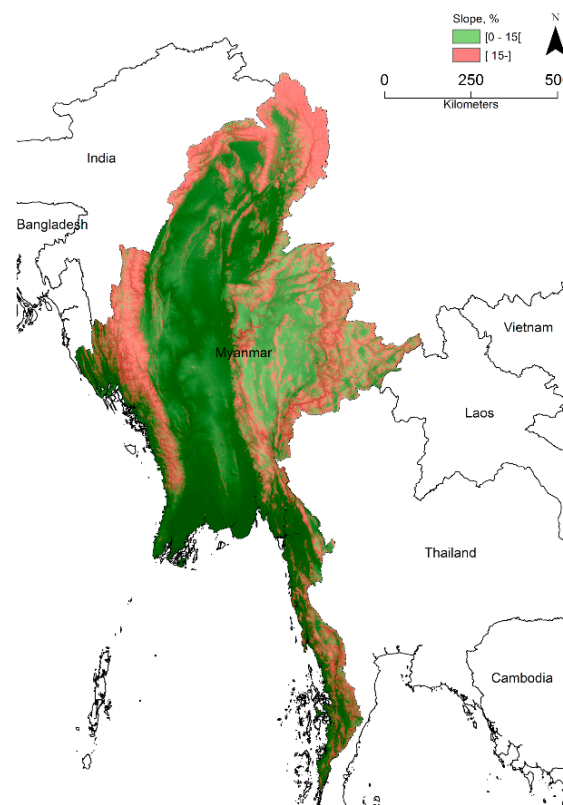 Slope, %
[0 - 15[
[ 15-]
N
0 250 500
Kilometers
India
Bangladesh
Myanmar
Vietnam
Laos
Thailand
Cambodia